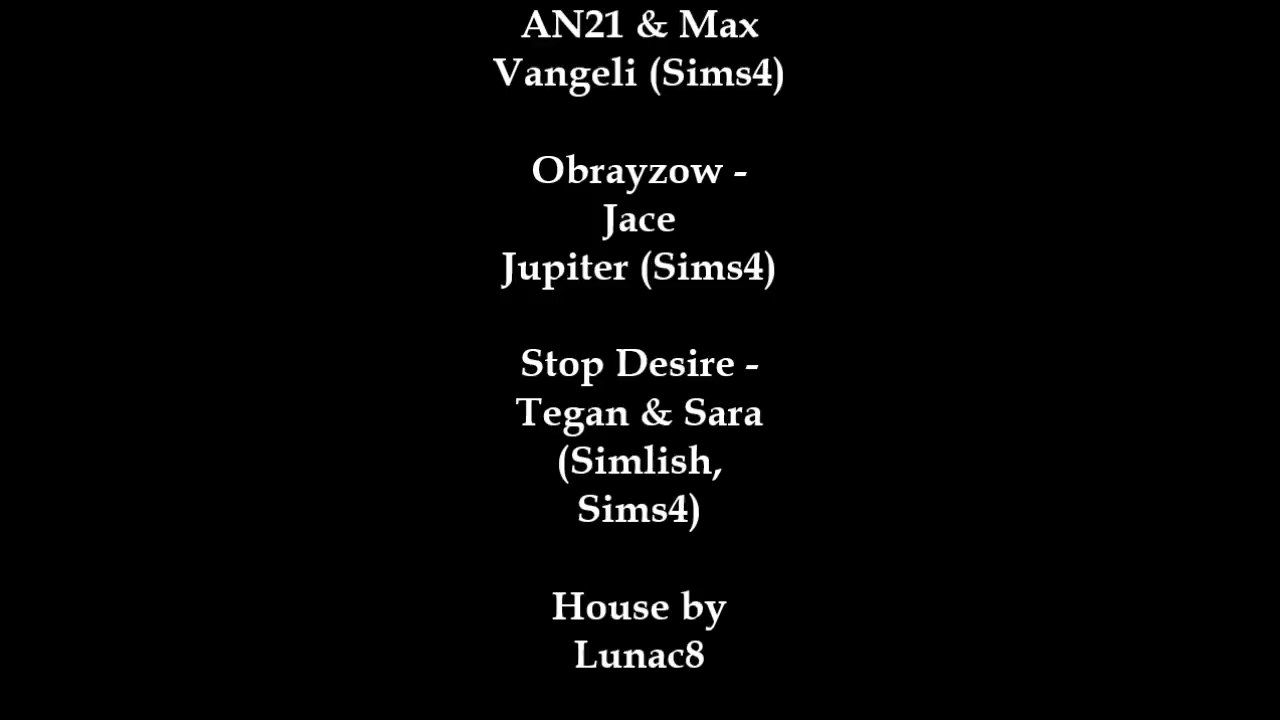 AN21 & Max
Vangeli (Sims4)
Obrayzow -
Jace
Jupiter (Sims4)
Stop Desire -
Tegan & Sara
(Simlish,
Sims4)
House by
Lunac8